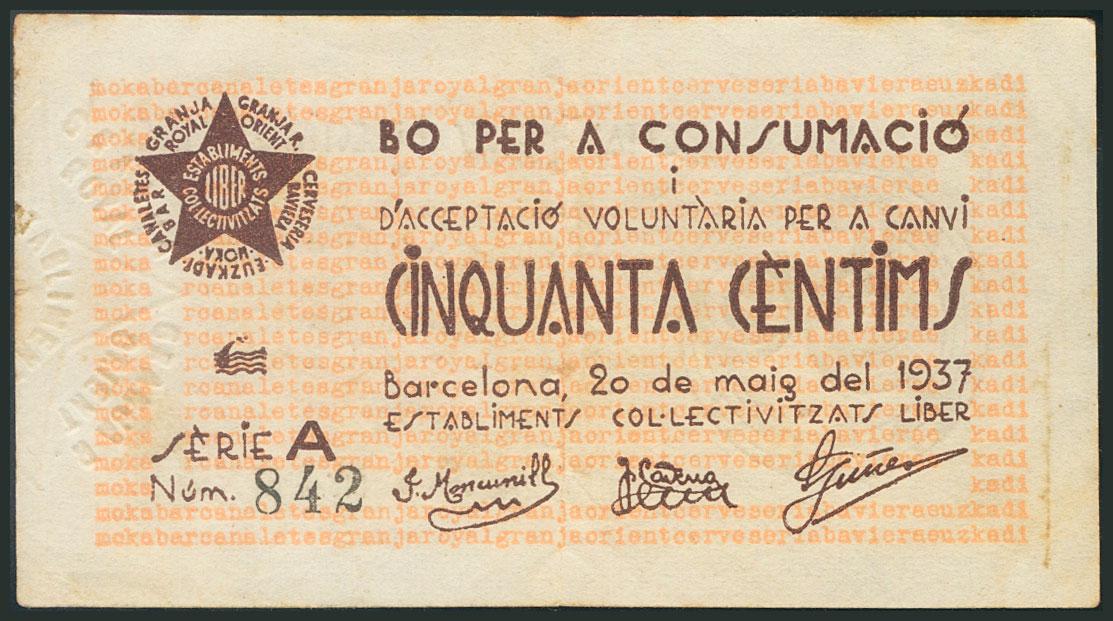 mokabarcanaletesgranjaroyalgranjaorientcerveseriabavieraeuzkadi
GRANJA ROYAL
GRANJA R. ORIENT
CERVESERIA BAVIERA
MOKA
EUZKADI
BAR CANALETES
ESTABLIMENTS
LIBER
COL·LECTIVITZATS
BO PER A CONSUMACIÓ
i
D'ACCEPTACIÓ VOLUNTÀRIA PER A CANVI
CINQUANTA CÈNTIMS
Barcelona, 20 de maig del 1937
ESTABLIMENTS COL·LECTIVITZATS LIBER
SÈRIE A
Núm. 842
mokabarcanaletesgranjaroyalgranjaorientcerveseriabavieraeuzkadi